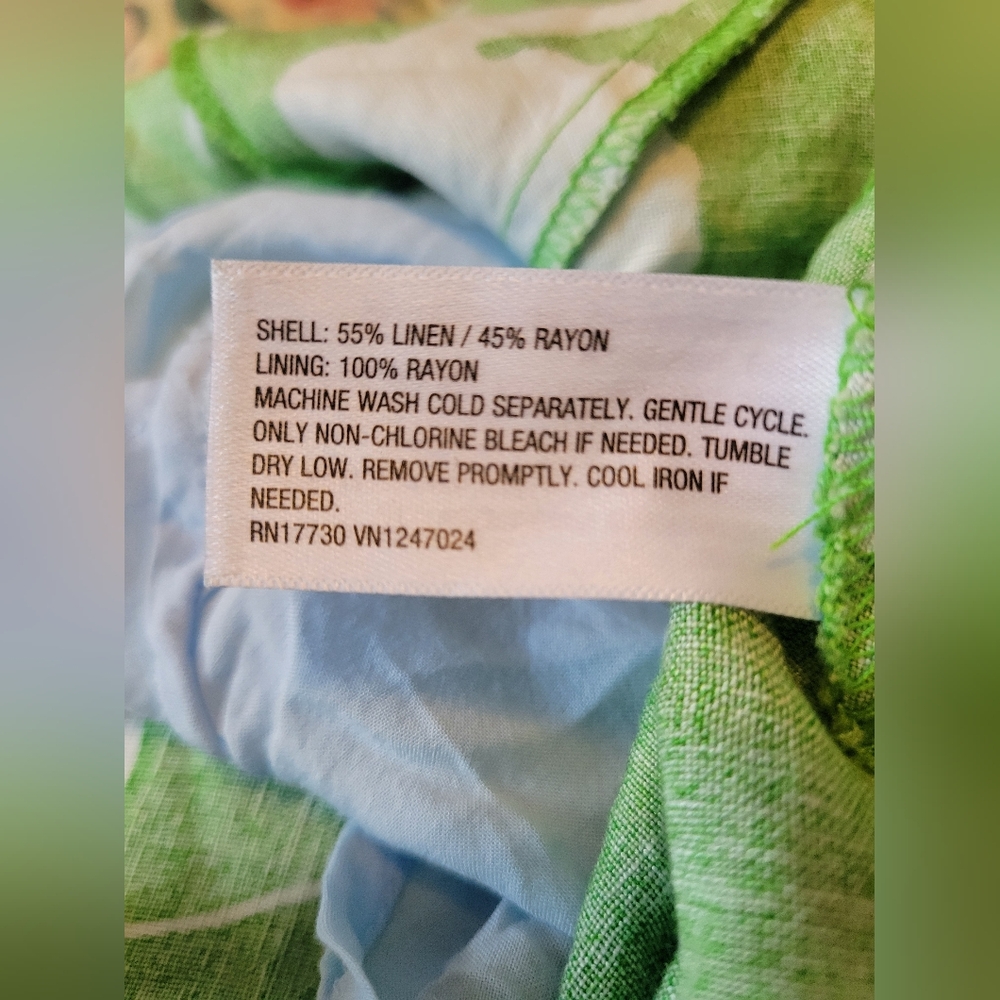 SHELL: 55% LINEN / 45% RAYON
LINING: 100% RAYON
MACHINE WASH COLD SEPARATELY. GENTLE CYCLE.
ONLY NON-CHLORINE BLEACH IF NEEDED. TUMBLE
DRY LOW. REMOVE PROMPTLY. COOL IRON IF
NEEDED.
RN17730 VN1247024